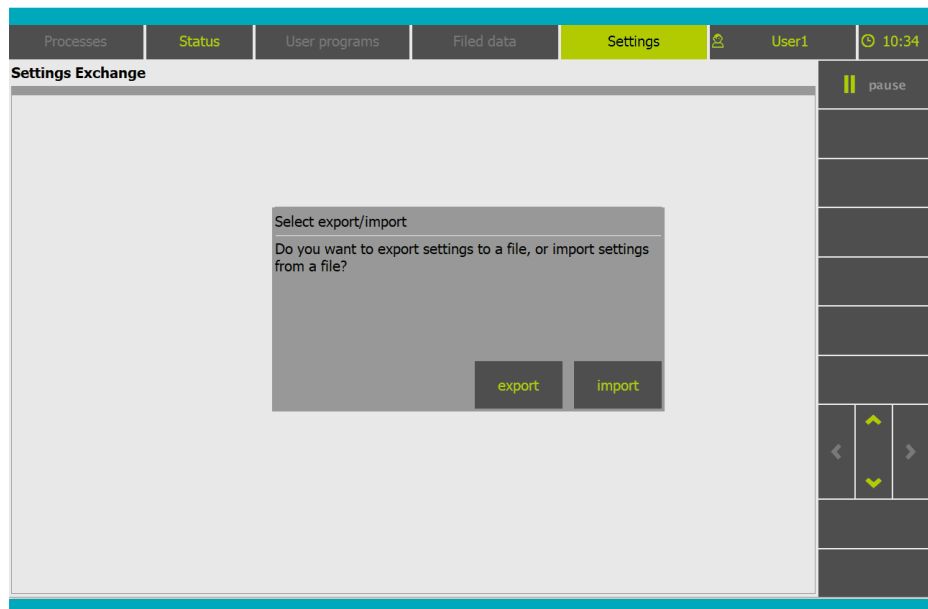 Processes Status User programs Filed data Settings User1 10:34
Settings Exchange
pause
Select export/import
Do you want to export settings to a file, or import settings
from a file?
export import